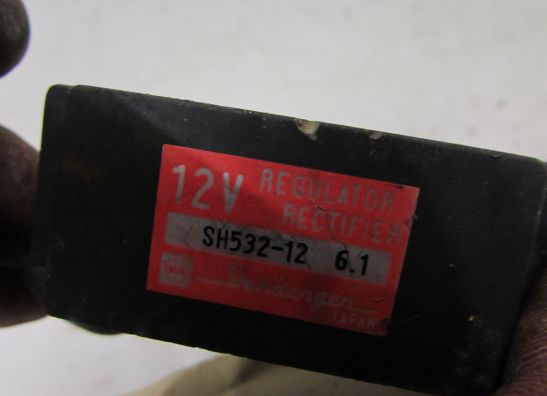 12V REGULATOR
RECTIFIER
SH532-12 6.1
Shindengen
JAPAN